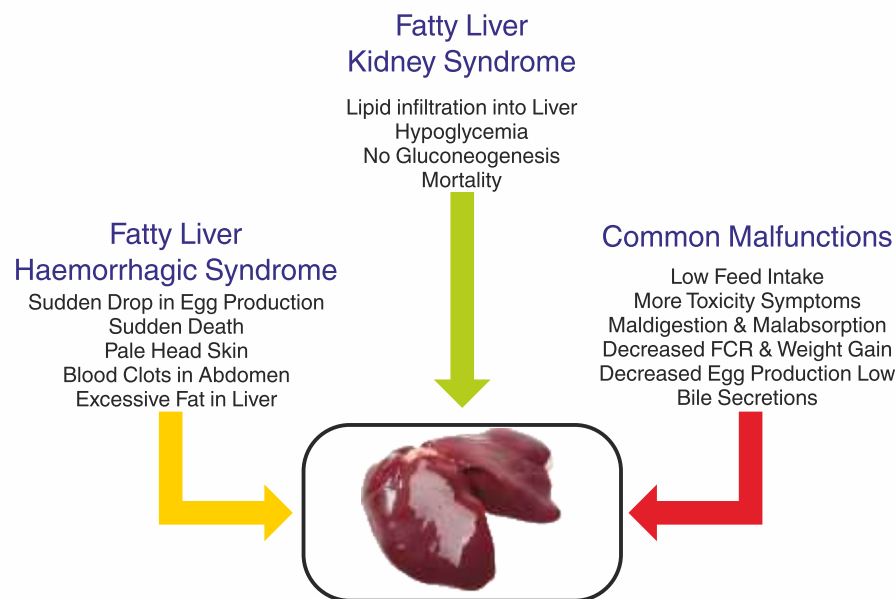 Fatty Liver
Kidney Syndrome
Lipid infiltration into Liver
Hypoglycemia
No Gluconeogenesis
Mortality
Fatty Liver
Haemorrhagic Syndrome
Sudden Drop in Egg Production
Sudden Death
Pale Head Skin
Blood Clots in Abdomen
Excessive Fat in Liver
Common Malfunctions
Low Feed Intake
More Toxicity Symptoms
Maldigestion & Malabsorption
Decreased FCR & Weight Gain
Decreased Egg Production Low
Bile Secretions